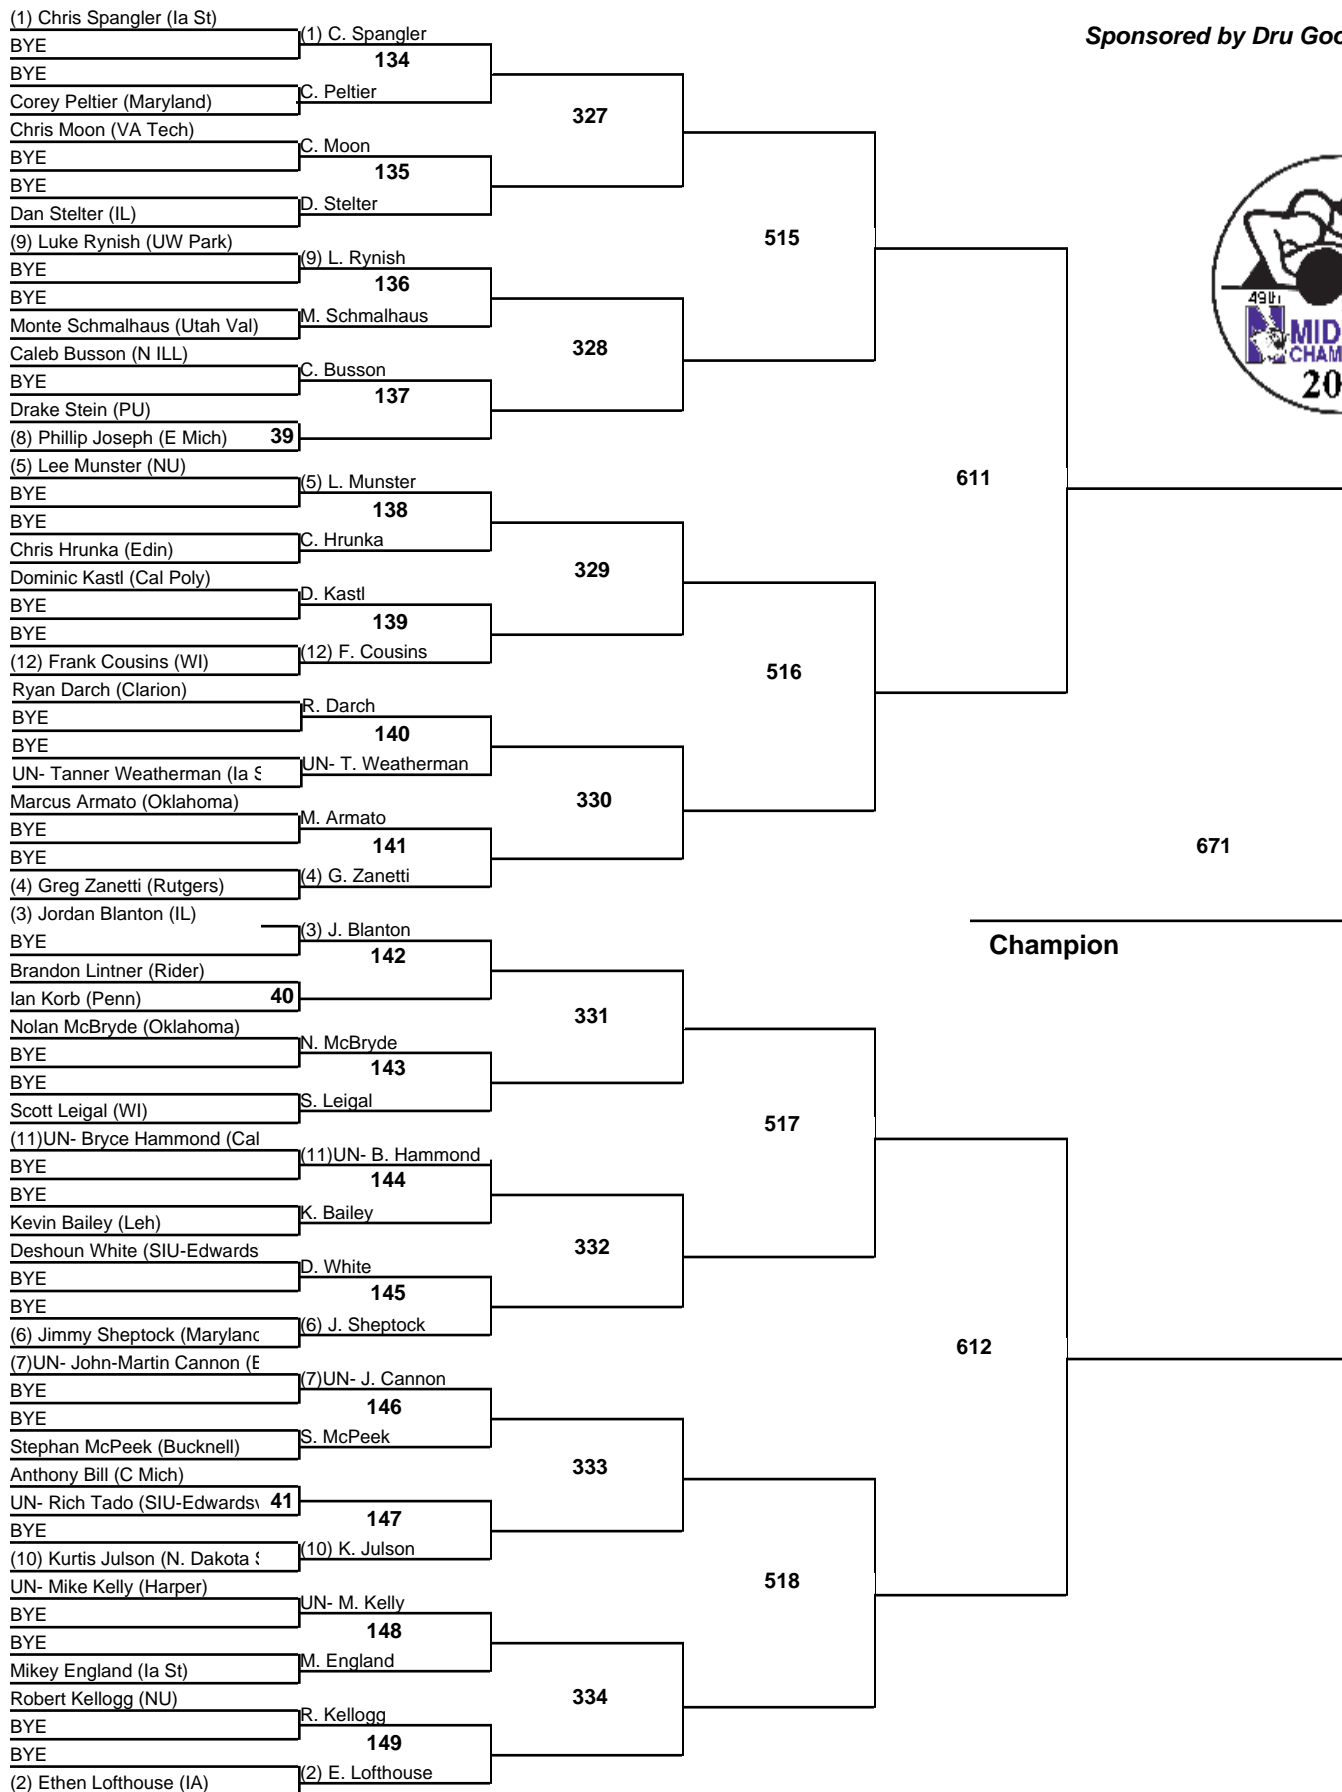 (1) Chris Spangler (Ia St)
BYE
BYE
Corey Peltier (Maryland)
Chris Moon (VA Tech)
BYE
BYE
Dan Stelter (IL)
(9) Luke Rynish (UW Park)
BYE
BYE
Monte Schmalhaus (Utah Val)
Caleb Busson (N ILL)
BYE
Drake Stein (PU)
(8) Phillip Joseph (E Mich) 39
(5) Lee Munster (NU)
BYE
BYE
Chris Hrunka (Edin)
Dominic Kastl (Cal Poly)
BYE
BYE
(12) Frank Cousins (WI)
Ryan Darch (Clarion)
BYE
BYE
UN- Tanner Weatherman (Ia
Marcus Armato (Oklahoma)
BYE
BYE
(4) Greg Zanetti (Rutgers)
(3) Jordan Blanton (IL)
BYE
Brandon Lintner (Rider)
Ian Korb (Penn) 40
Nolan McBryde (Oklahoma)
BYE
BYE
Scott Leigal (WI)
(11)UN- Bryce Hammond (Cal
BYE
BYE
Kevin Bailey (Leh)
Deshoun White (SIU-Edwards
BYE
BYE
(6) Jimmy Sheptock (Marylanc
(7)UN- John-Martin Cannon (E
BYE
BYE
Stephan McPeek (Bucknell)
Anthony Bill (C Mich)
UN- Rich Tado (SIU-Edwards 41
BYE
(10) Kurtis Julson (N. Dakota
UN- Mike Kelly (Harper)
BYE
BYE
Mikey England (Ia St)
Robert Kellogg (NU)
BYE
BYE
(2) Ethen Lofthouse (IA)
(1) C. Spangler
134
C. Peltier
C. Moon
135
D. Stelter
(9) L. Rynish
136
M. Schmalhaus
C. Busson
137
(5) L. Munster
138
C. Hrunka
D. Kastl
139
(12) F. Cousins
R. Darch
140
UN- T. Weatherman
M. Armato
141
(4) G. Zanetti
(3) J. Blanton
142
N. McBryde
143
S. Leigal
(11)UN- B. Hammond
144
K. Bailey
D. White
145
(6) J. Sheptock
(7)UN- J. Cannon
146
S. McPeek
147
(10) K. Julson
UN- M. Kelly
148
M. England
R. Kellogg
149
(2) E. Lofthouse
327
328
329
330
331
332
333
334
515
516
517
518
611
612
Sponsored by Dru Goo
49th
MID
CHAM
20
671
Champion